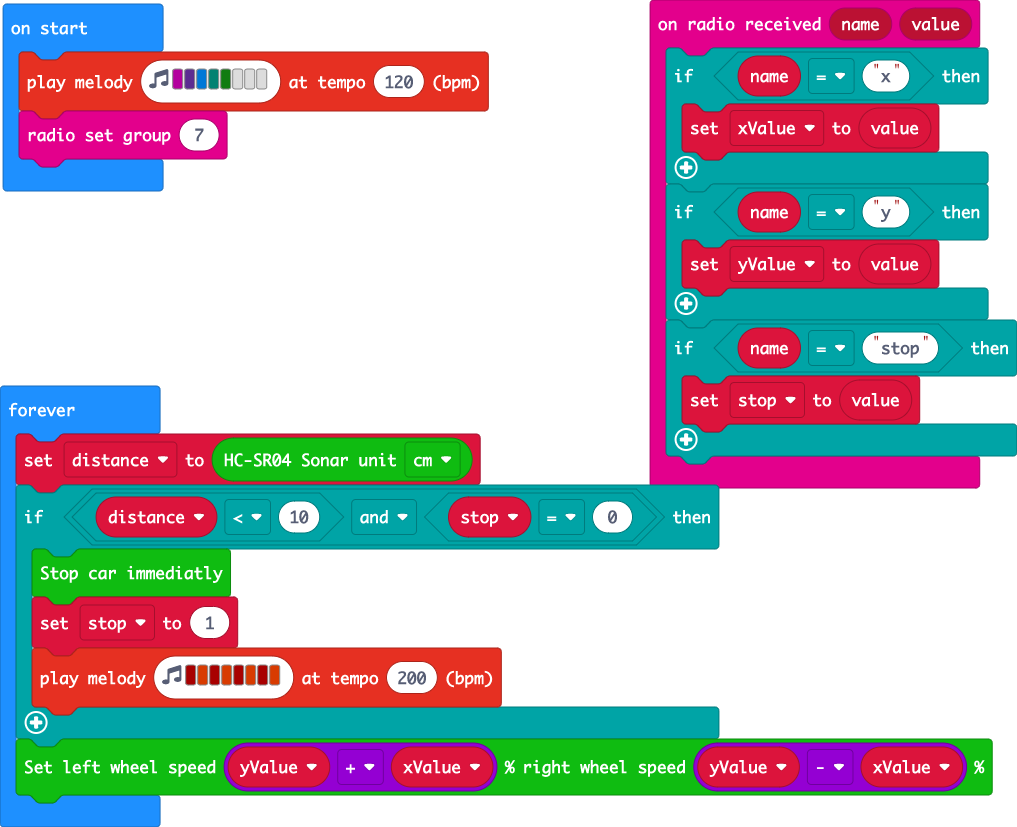 on start
play melody at tempo 120 (bpm)
radio set group 7
on radio received name value
if name = "x" then
set xValue to value
if name = "y" then
set yValue to value
if name = "stop" then
set stop to value
forever
set distance to HC-SR04 Sonar unit cm
if distance < 10 and stop = 0 then
Stop car immediatly
set stop to 1
play melody at tempo 200 (bpm)
Set left wheel speed yValue + xValue % right wheel speed yValue - xValue %